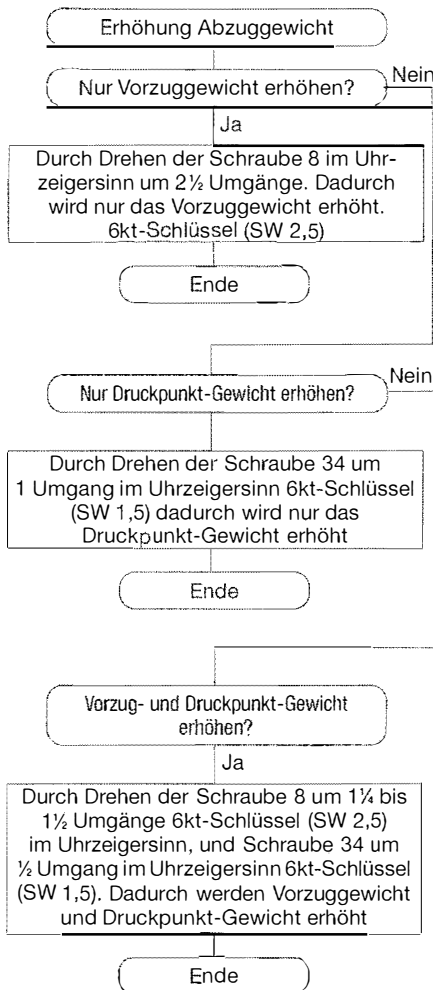 Erhöhung Abzuggewicht
Nur Vorzuggewicht erhöhen?
Nein
Ja
Durch Drehen der Schraube 8 im Uhr-
zeigersinn um 2½ Umgänge. Dadurch
wird nur das Vorzuggewicht erhöht.
6kt-Schlüssel (SW 2,5)
Ende
Nur Druckpunkt-Gewicht erhöhen?
Nein
Durch Drehen der Schraube 34 um
1 Umgang im Uhrzeigersinn 6kt-Schlüssel
(SW 1,5) dadurch wird nur das
Druckpunkt-Gewicht erhöht
Ende
Vorzug- und Druckpunkt-Gewicht
erhöhen?
Ja
Durch Drehen der Schraube 8 um 1¼ bis
1½ Umgänge 6kt-Schlüssel (SW 2,5)
im Uhrzeigersinn, und Schraube 34 um
½ Umgang im Uhrzeigersinn 6kt-Schlüssel
(SW 1,5). Dadurch werden Vorzuggewicht
und Druckpunkt-Gewicht erhöht
Ende